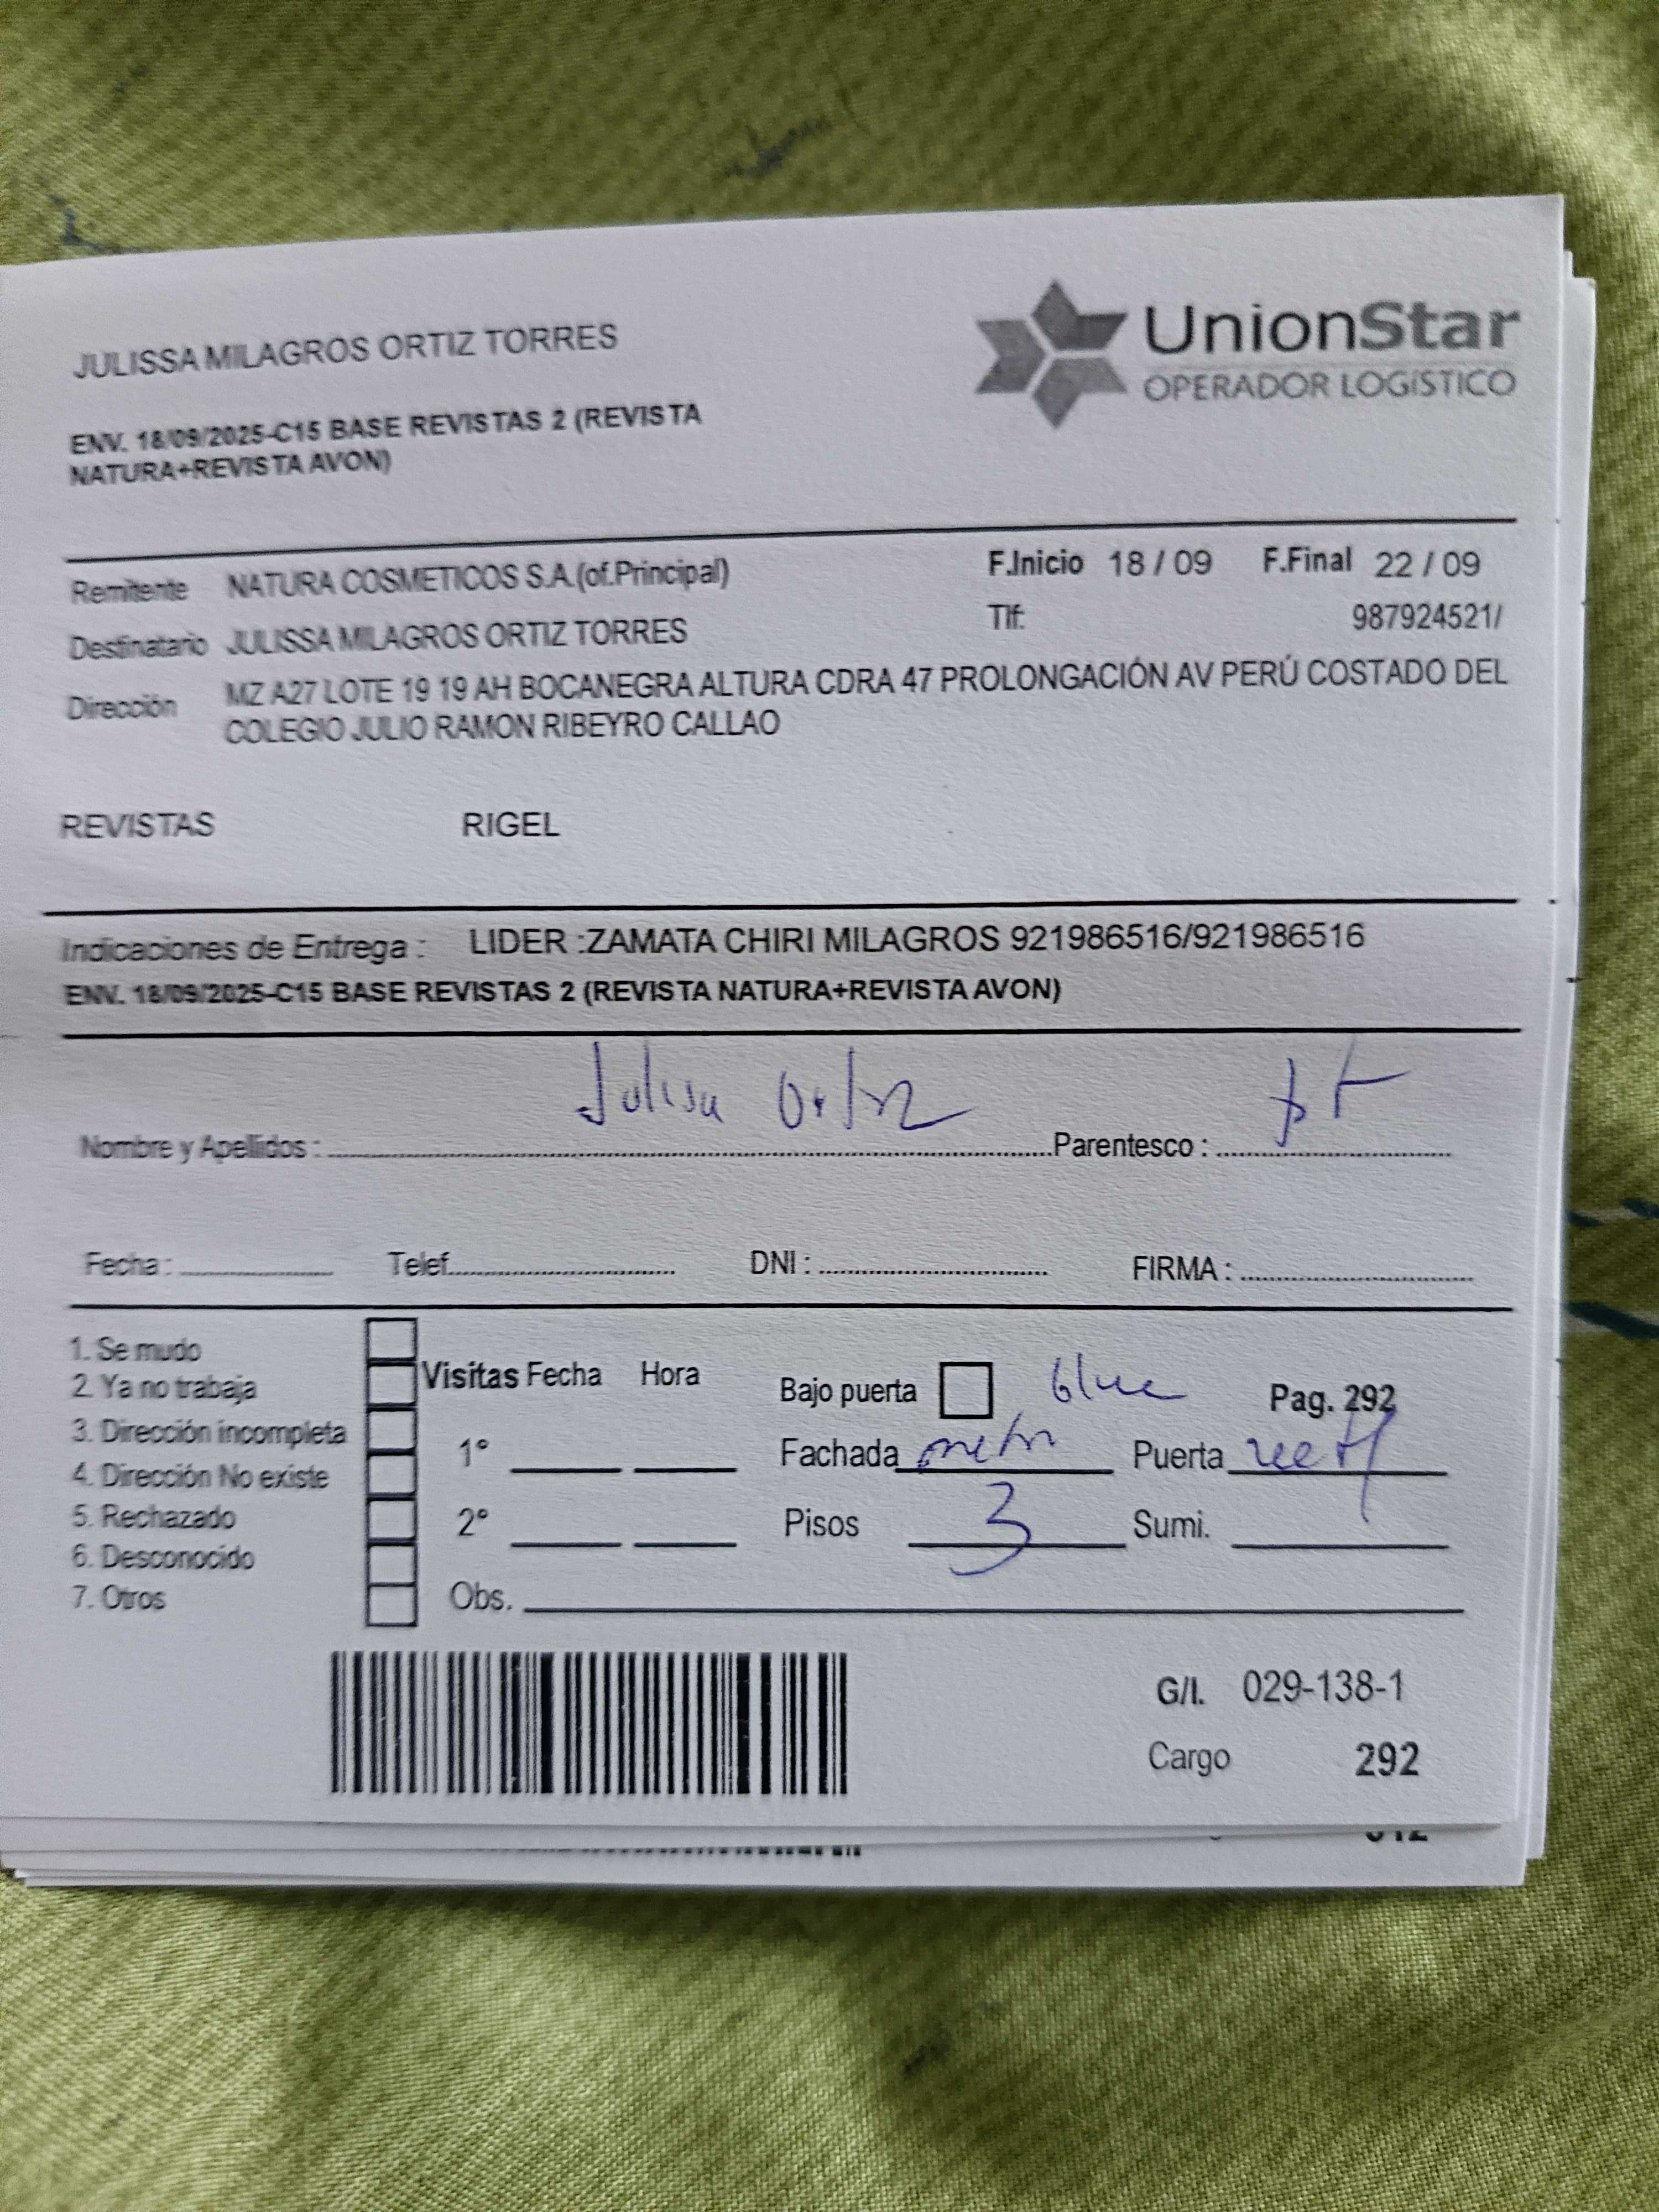 JULISSA MILAGROS ORTIZ TORRES
UnionStar
OPERADOR LOGÍSTICO
ENV. 18/09/2025-C15 BASE REVISTAS 2 (REVISTA
NATURA+REVISTA AVON)
Remitente NATURA COSMETICOS S.A.(of.Principal) F.Inicio 18 / 09 F.Final 22 / 09
Destinatario JULISSA MILAGROS ORTIZ TORRES Tlf: 987924521/
Dirección MZ A27 LOTE 19 19 AH BOCANEGRA ALTURA CDRA 47 PROLONGACIÓN AV PERÚ COSTADO DEL
COLEGIO JULIO RAMON RIBEYRO CALLAO
REVISTAS RIGEL
Indicaciones de Entrega : LIDER :ZAMATA CHIRI MILAGROS 921986516/921986516
ENV. 18/09/2025-C15 BASE REVISTAS 2 (REVISTA NATURA+REVISTA AVON)
Nombre y Apellidos : Julisa Ortiz Parentesco :
Fecha : Telef. DNI : FIRMA :
1. Se mudo
2. Ya no trabaja
3. Dirección incompleta
4. Dirección No existe
5. Rechazado
6. Desconocido
7. Otros
Visitas Fecha Hora
1°
2°
Obs.
Bajo puerta Pag. 292
Fachada Puerta
Pisos 3 Sumi.
G/I. 029-138-1
Cargo 292